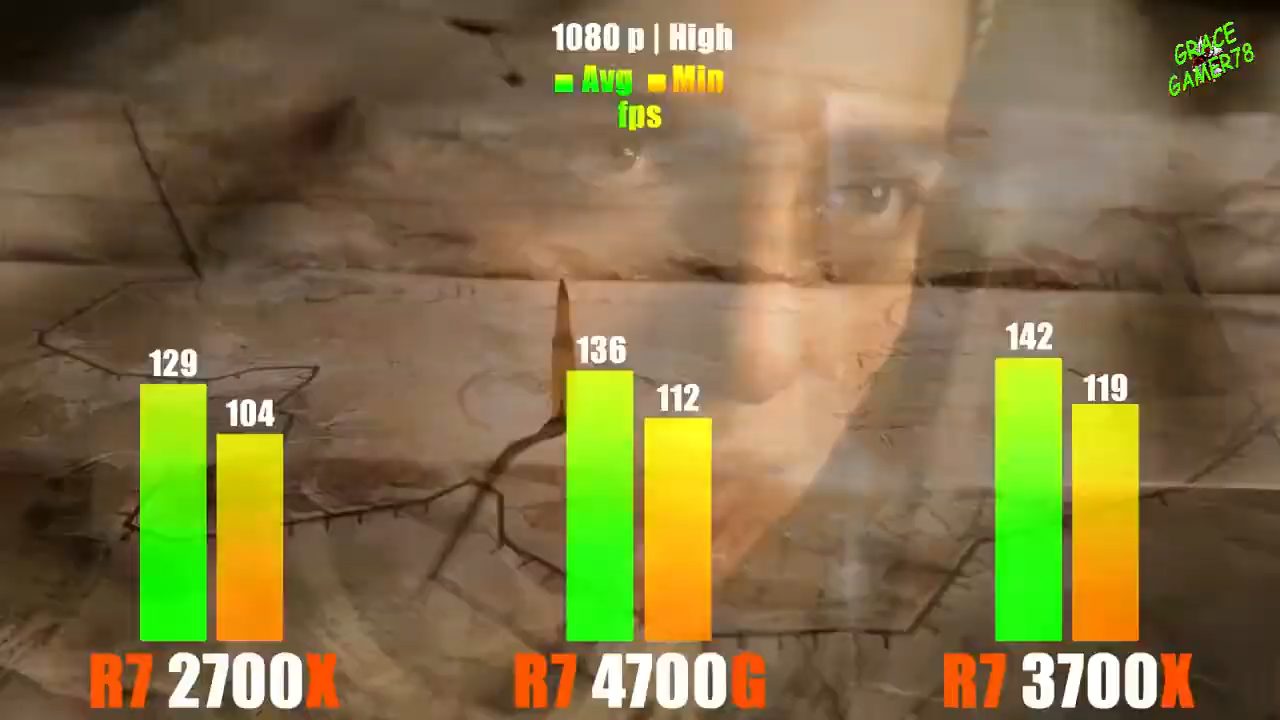 1080 p | High
Avg Min
fps
GRACE
GAMER78
129 104 136 112 142 119
R7 2700X R7 4700G R7 3700X